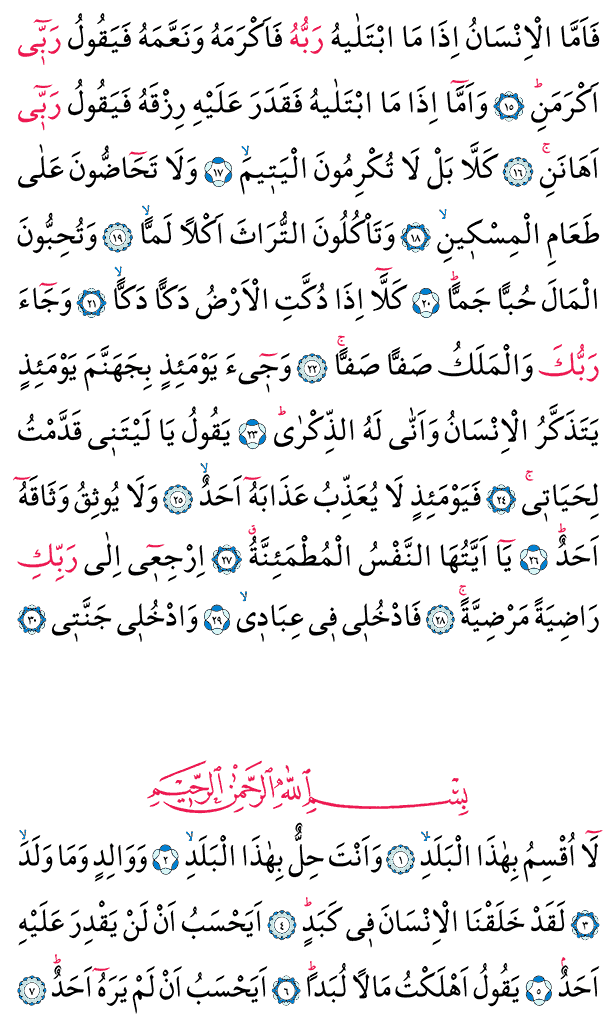 فَاَمَّا الْاِنْسَانُ اِذَا مَا ابْتَلٰيهُ رَبُّهُ فَاَكْرَمَهُ وَنَعَّمَهُ فَيَقُولُ رَبّ۪ٓى
اَكْرَمَنِۜ ﴿١٥﴾ وَاَمَّٓا اِذَا مَا ابْتَلٰيهُ فَقَدَرَ عَلَيْهِ رِزْقَهُ فَيَقُولُ رَبّ۪ٓى
اَهَانَنِۚ ﴿١٦﴾ كَلَّا بَلْ لَا تُكْرِمُونَ الْيَت۪يمَۙ ﴿١٧﴾ وَلَا تَحَٓاضُّونَ عَلٰى
طَعَامِ الْمِسْك۪ينِۙ ﴿١٨﴾ وَتَاْكُلُونَ التُّرَاثَ اَكْلًا لَمًّاۙ ﴿١٩﴾ وَتُحِبُّونَ
الْمَالَ حُبًّا جَمًّاۜ ﴿٢٠﴾ كَلَّٓا اِذَا دُكَّتِ الْاَرْضُ دَكًّا دَكًّاۙ ﴿٢١﴾ وَجَٓاءَ
رَبُّكَ وَالْمَلَكُ صَفًّا صَفًّاۚ ﴿٢٢﴾ وَج۪ٓىءَ يَوْمَئِذٍ بِجَهَنَّمَ يَوْمَئِذٍ
يَتَذَكَّرُ الْاِنْسَانُ وَاَنّٰى لَهُ الذِّكْرٰىۜ ﴿٢٣﴾ يَقُولُ يَا لَيْتَن۪ى قَدَّمْتُ
لِحَيَات۪ىۚ ﴿٢٤﴾ فَيَوْمَئِذٍ لَا يُعَذِّبُ عَذَابَهُٓ اَحَدٌۙ ﴿٢٥﴾ وَلَا يُوثِقُ وَثَاقَهُٓ
اَحَدٌۜ ﴿٢٦﴾ يَٓا اَيَّتُهَا النَّفْسُ الْمُطْمَئِنَّةُۗ ﴿٢٧﴾ اِرْجِع۪ٓى اِلٰى رَبِّكِ
رَاضِيَةً مَرْضِيَّةًۚ ﴿٢٨﴾ فَادْخُل۪ى ف۪ى عِبَاد۪ىۙ ﴿٢٩﴾ وَادْخُل۪ى جَنَّت۪ى ﴿٣٠﴾
بِسْمِ اللّٰهِ الرَّحْمٰنِ الرَّح۪يمِ
لَٓا اُقْسِمُ بِهٰذَا الْبَلَدِۙ ﴿١﴾ وَاَنْتَ حِلٌّ بِهٰذَا الْبَلَدِۙ ﴿٢﴾ وَوَالِدٍ وَمَا وَلَدَۙ
﴿٣﴾ لَقَدْ خَلَقْنَا الْاِنْسَانَ ف۪ى كَبَدٍۜ ﴿٤﴾ اَيَحْسَبُ اَنْ لَنْ يَقْدِرَ عَلَيْهِ
اَحَدٌۢ ﴿٥﴾ يَقُولُ اَهْلَكْتُ مَالًا لُبَدًاۜ ﴿٦﴾ اَيَحْسَبُ اَنْ لَمْ يَرَهُٓ اَحَدٌۜ ﴿٧﴾